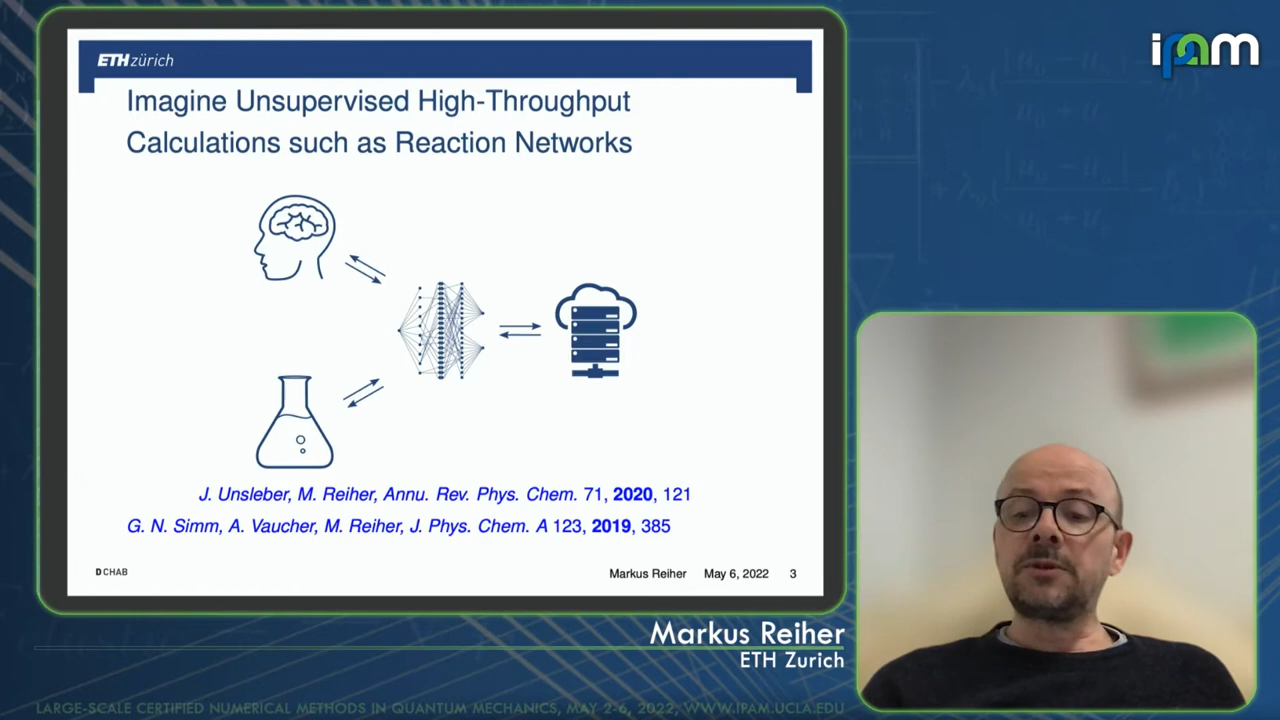 ETH zürich
Imagine Unsupervised High-Throughput
Calculations such as Reaction Networks
J. Unsleber, M. Reiher, Annu. Rev. Phys. Chem. 71, 2020, 121
G. N. Simm, A. Vaucher, M. Reiher, J. Phys. Chem. A 123, 2019, 385
D CHAB
Markus Reiher May 6, 2022 3
ipam
Markus Reiher
ETH Zurich
LARGE-SCALE CERTIFIED NUMERICAL METHODS IN QUANTUM MECHANICS, MAY 2-6, 2022, WWW.IPAM.UCLA.EDU